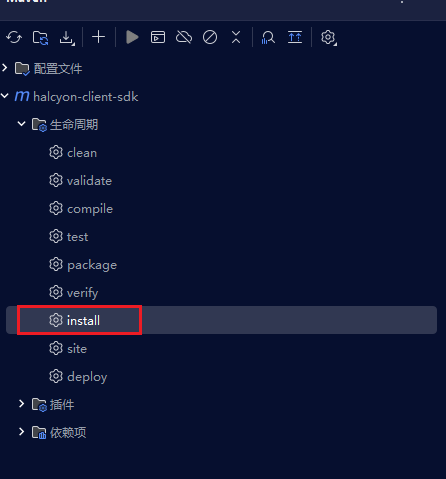 Maven
配置文件
m halcyon-client-sdk
生命周期
clean
validate
compile
test
package
verify
install
site
deploy
插件
依赖项